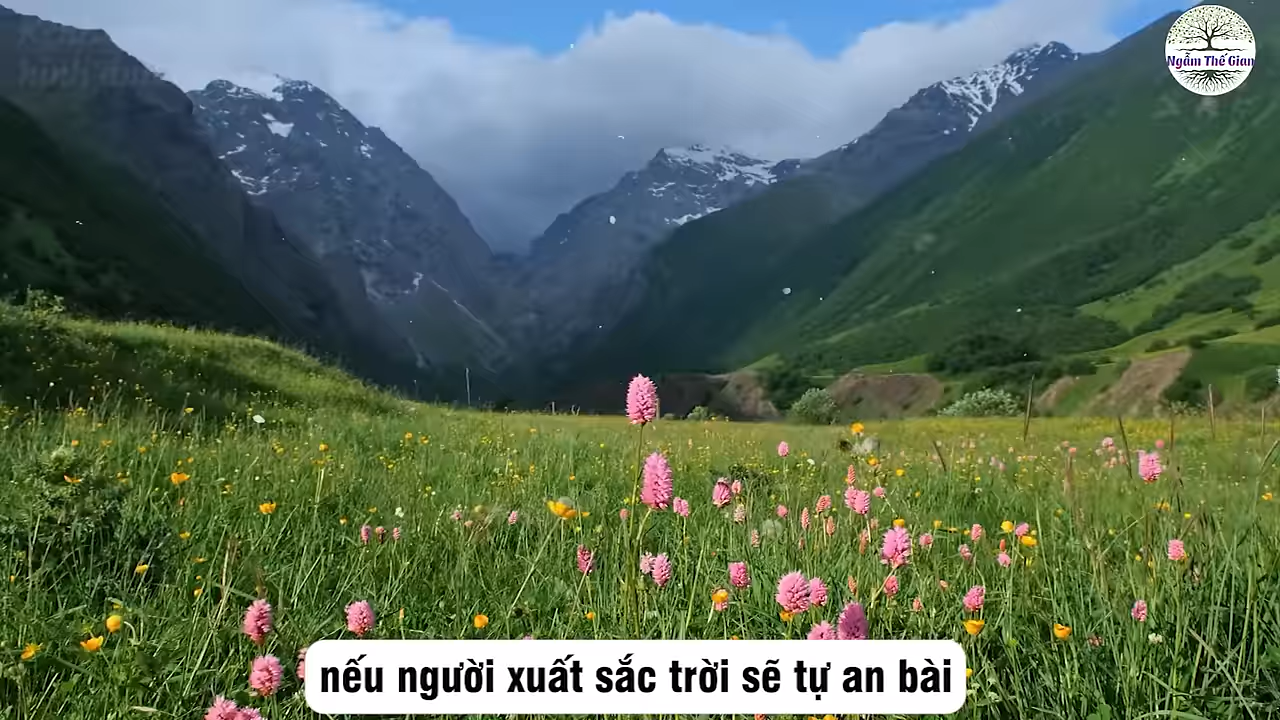 Ngẫm Thế Gian
nếu người xuất sắc trời sẽ tự an bài